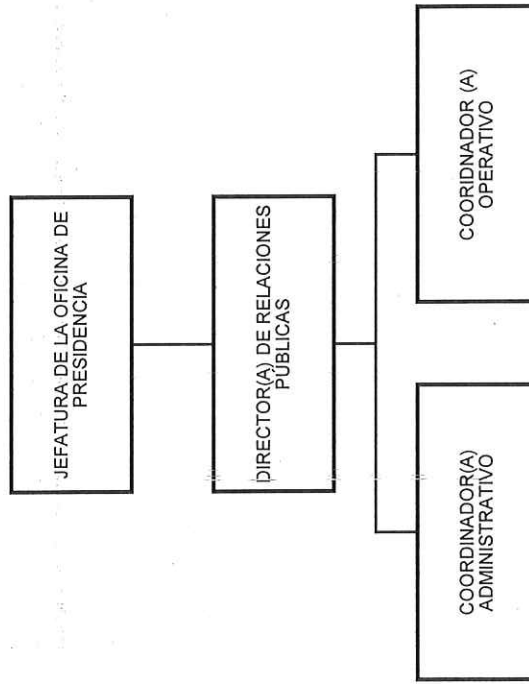 JEFATURA DE LA OFICINA DE
PRESIDENCIA
DIRECTOR(A) DE RELACIONES
PÚBLICAS
COORDINADOR(A)
ADMINISTRATIVO
COORIDNADOR (A
OPERATIVO